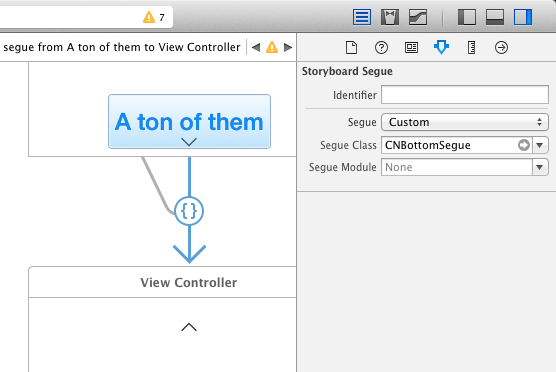 7
segue from A ton of them to View Controller
Storyboard Segue
Identifier
Segue Custom
Segue Class CNBottomSegue
Segue Module None
A ton of them
{ }
View Controller